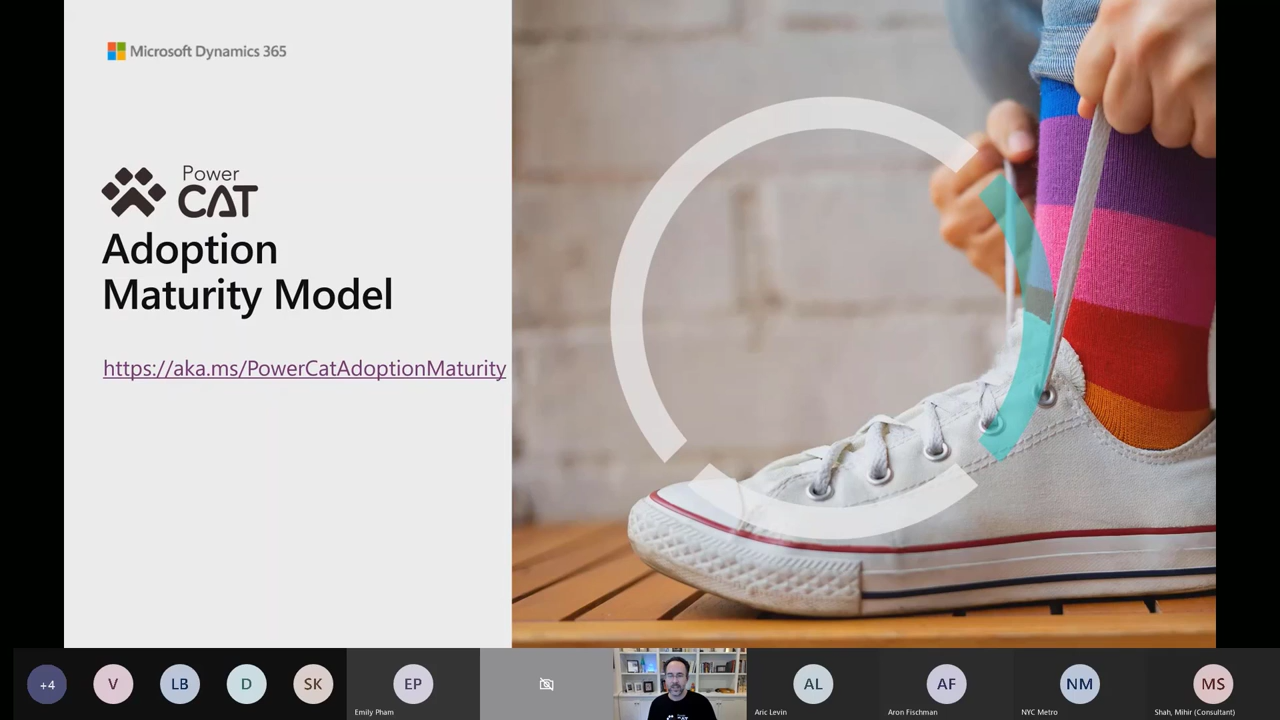 Microsoft Dynamics 365
Power
CAT
Adoption
Maturity Model
https://aka.ms/PowerCatAdoptionMaturity
+4
V
LB
D
SK
EP
AL
AF
NM
MS
Emily Pham
CAT
Aric Levin
Aron Fischman
NYC Metro
Shah, Mihir (Consultant)